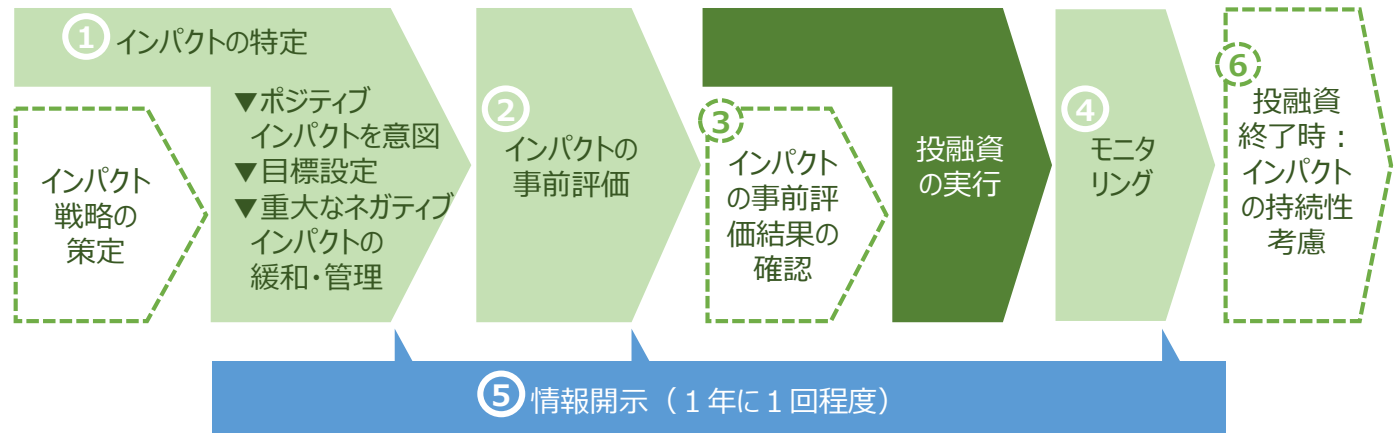 ① インパクトの特定
インパクト
戦略の
策定
▼ポジティブ
インパクトを意図
▼目標設定
▼重大なネガティブ
インパクトの
緩和・管理
②
インパクトの
事前評価
③
インパクト
の事前評
価結果の
確認
投融資
の実行
④
モニタ
リング
⑥
投融資
終了時：
インパクト
の持続性
考慮
⑤ 情報開示（１年に１回程度）